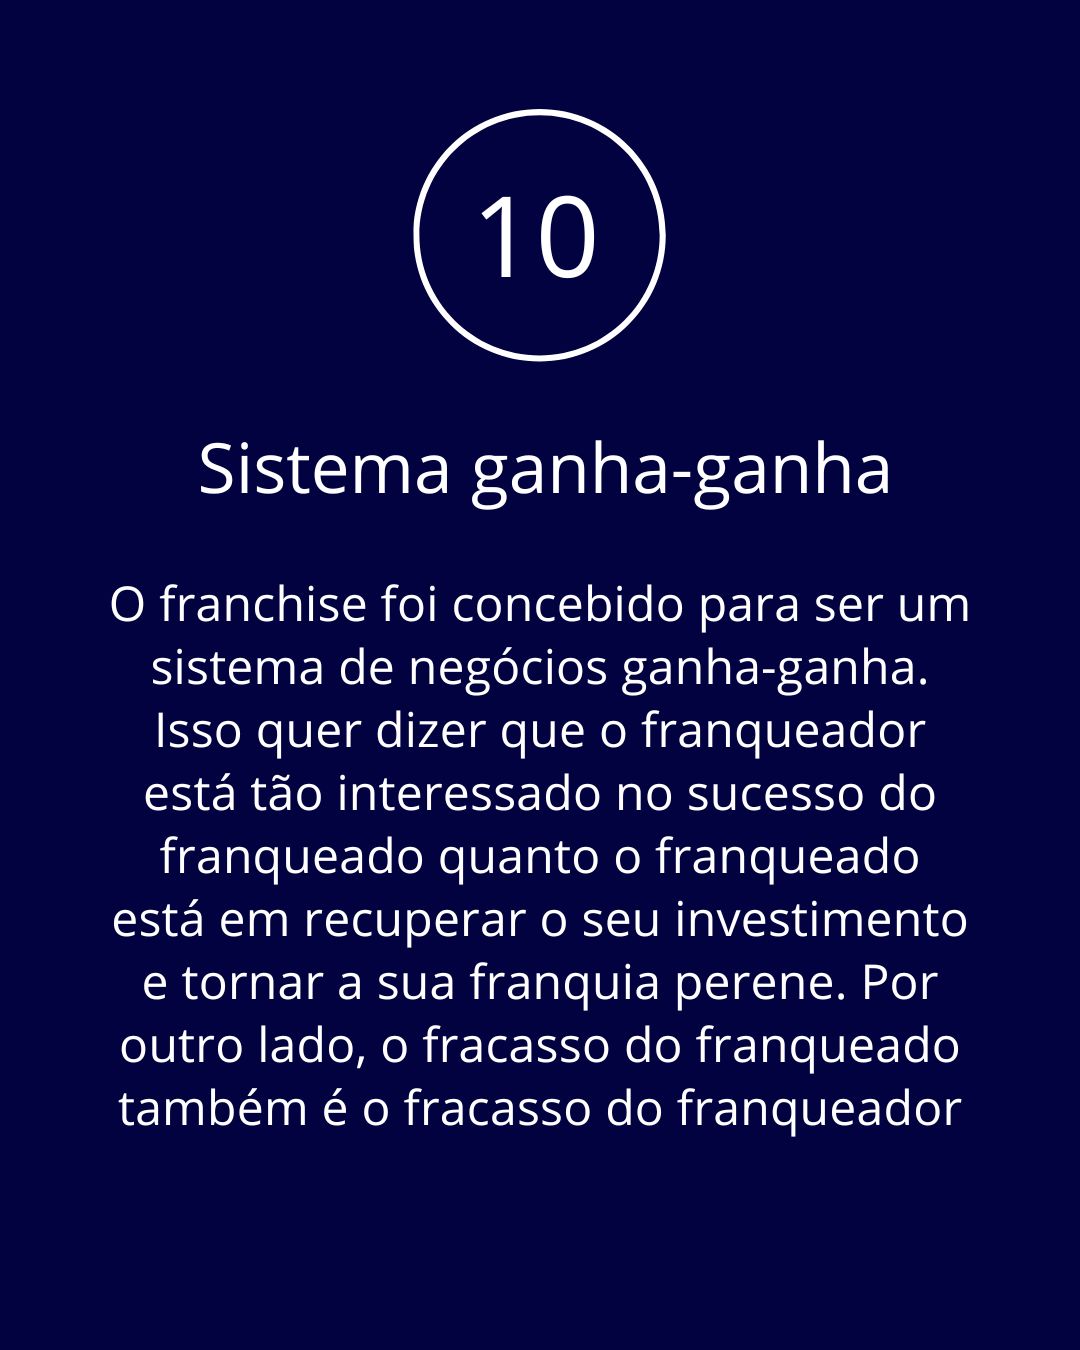 10
Sistema ganha-ganha
O franchise foi concebido para ser um
sistema de negócios ganha-ganha.
Isso quer dizer que o franqueador
está tão interessado no sucesso do
franqueado quanto o franqueado
está em recuperar o seu investimento
e tornar a sua franquia perene. Por
outro lado, o fracasso do franqueado
também é o fracasso do franqueador